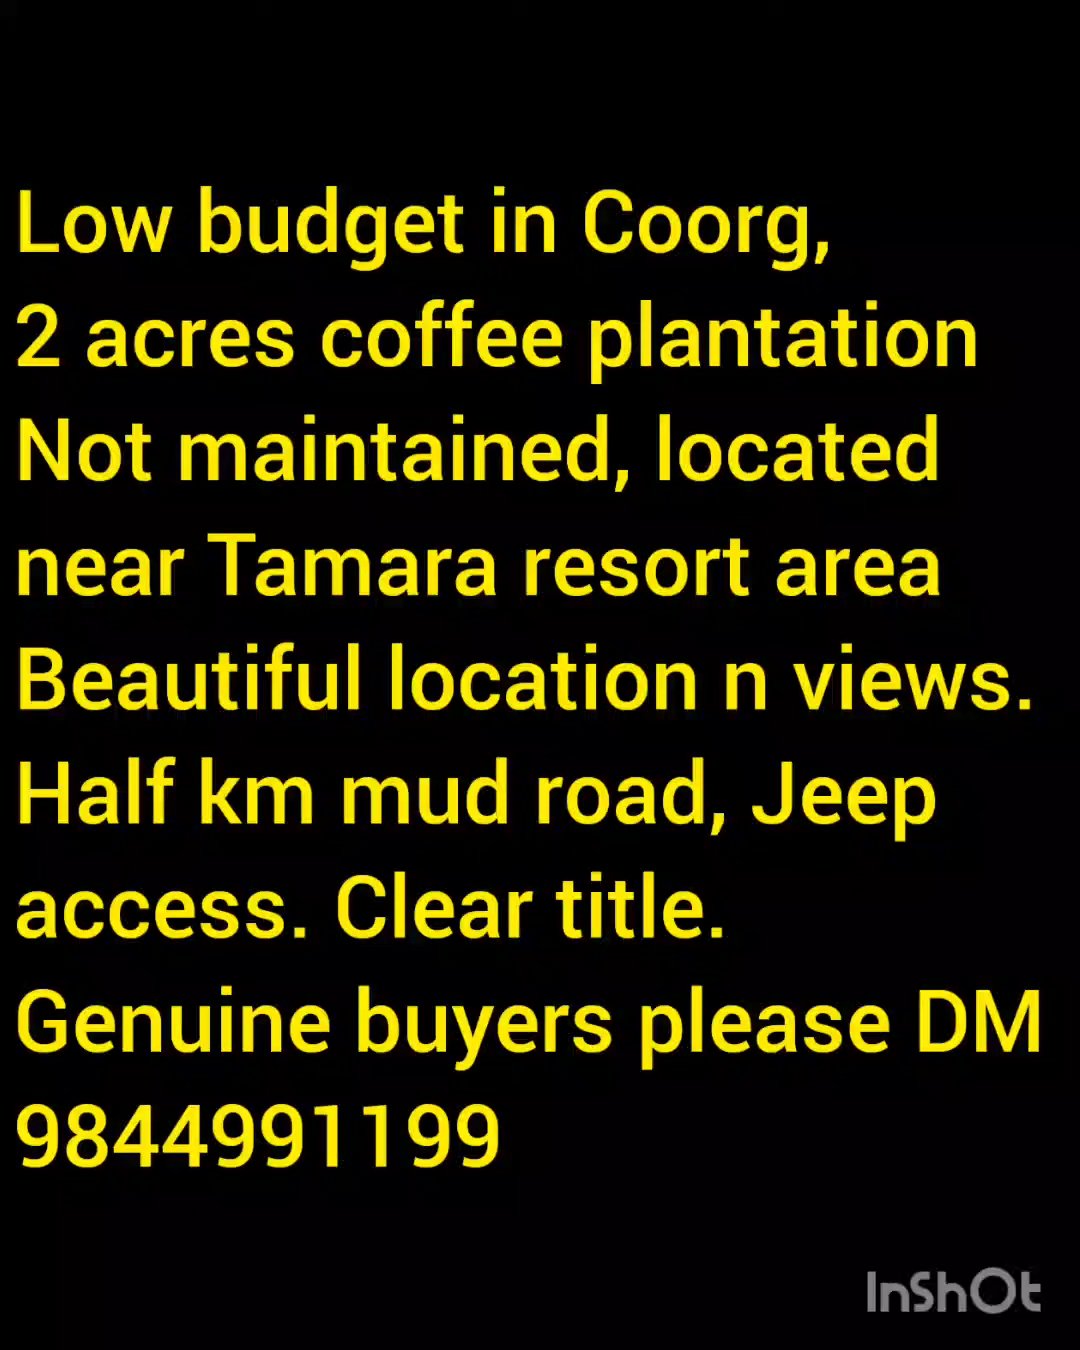 Low budget in Coorg,
2 acres coffee plantation
Not maintained, located
near Tamara resort area
Beautiful location n views.
Half km mud road, Jeep
access. Clear title.
Genuine buyers please DM
9844991199
InShOt